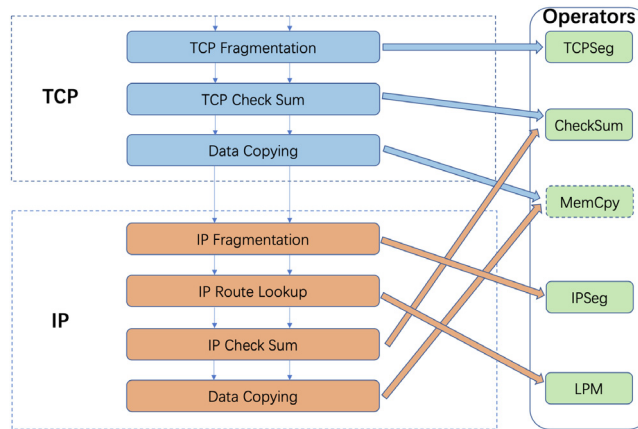 Operators
TCP
TCP Fragmentation
TCP Check Sum
Data Copying
IP
IP Fragmentation
IP Route Lookup
IP Check Sum
Data Copying
TCPSeg
CheckSum
MemCpy
IPSeg
LPM